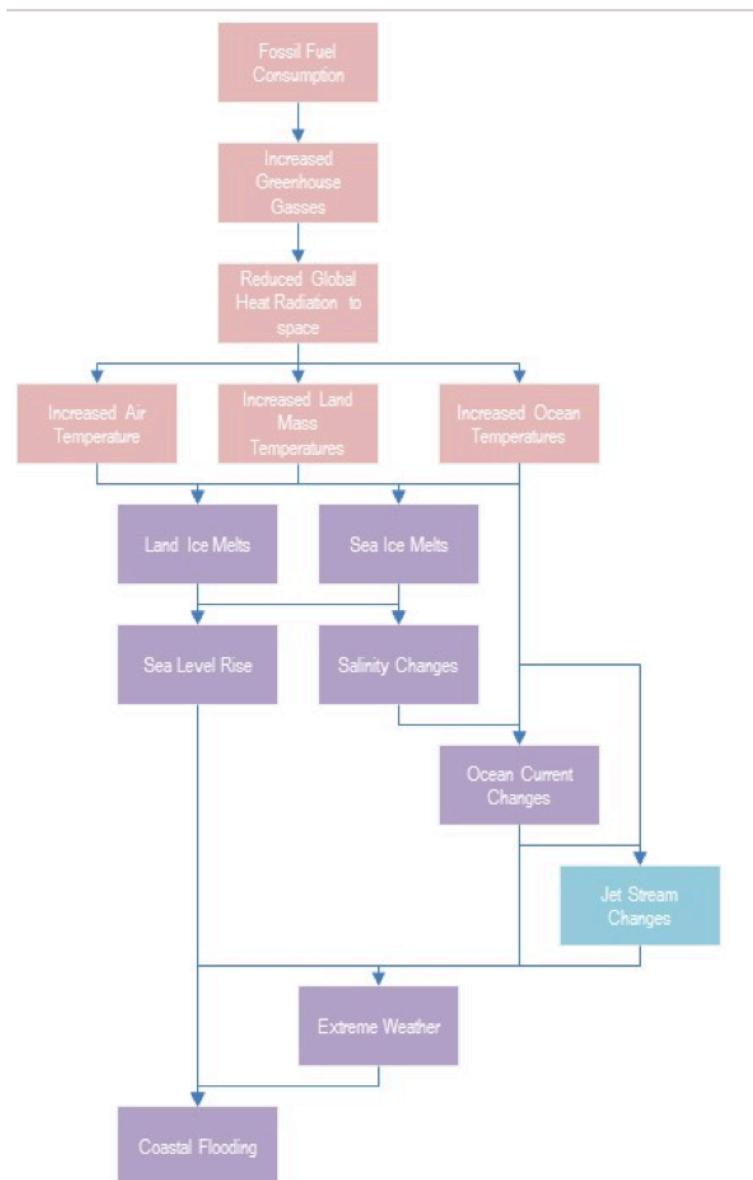 Fossil Fuel
Consumption
Increased
Greenhouse
Gasses
Reduced Global
Heat Radiation to
space
Increased Air
Temperature
Increased Land
Mass
Temperatures
Increased Ocean
Temperatures
Land Ice Melts
Sea Ice Melts
Sea Level Rise
Salinity Changes
Ocean Current
Changes
Jet Stream
Changes
Extreme Weather
Coastal Flooding